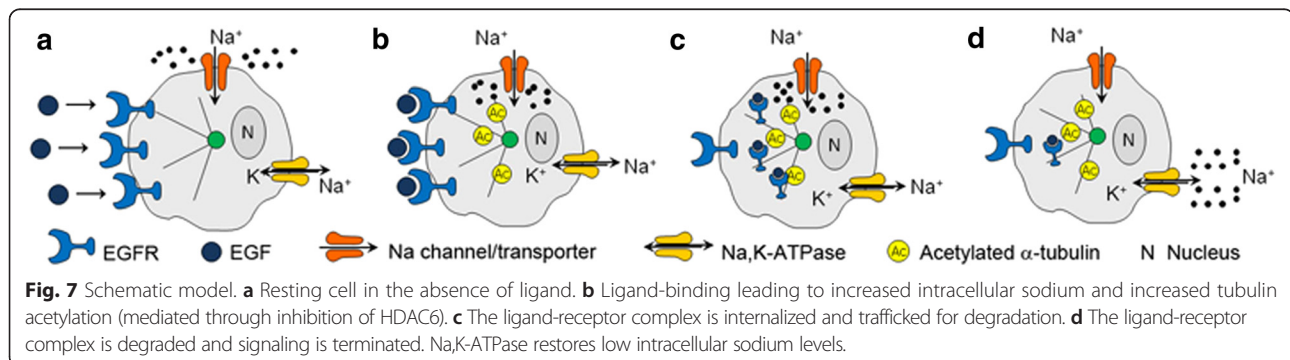 a
b
c
d
Na⁺
Na⁺
Na⁺
Na⁺
N
N
N
N
Ac
Ac
Ac
Ac
Ac
Ac
Ac
Ac
Ac
K⁺
Na⁺
K⁺
Na⁺
K⁺
Na⁺
K⁺
Na⁺
EGFR
EGF
Na channel/transporter
Na,K-ATPase
Ac
Acetylated α-tubulin
N Nucleus
Fig. 7 Schematic model. a Resting cell in the absence of ligand. b Ligand-binding leading to increased intracellular sodium and increased tubulin
acetylation (mediated through inhibition of HDAC6). c The ligand-receptor complex is internalized and trafficked for degradation. d The ligand-receptor
complex is degraded and signaling is terminated. Na,K-ATPase restores low intracellular sodium levels.